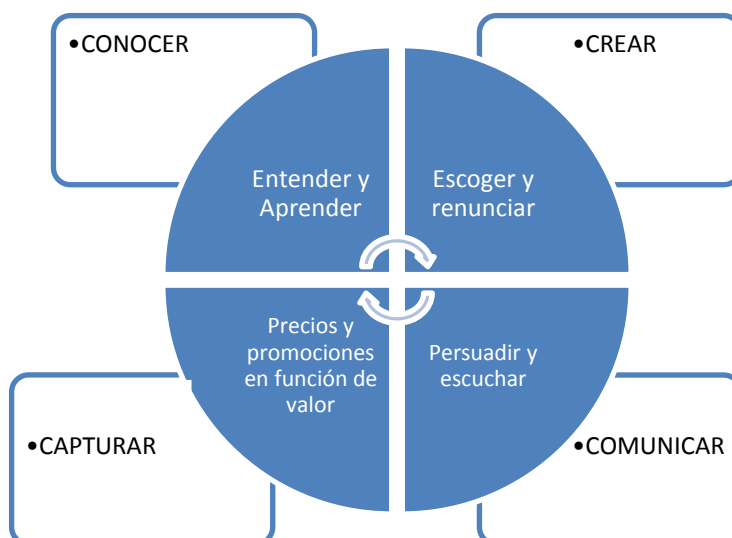 •CONOCER
•CREAR
Entender y
Aprender
Escoger y
renunciar
Precios y
promociones
en función de
valor
Persuadir y
escuchar
•CAPTURAR
•COMUNICAR